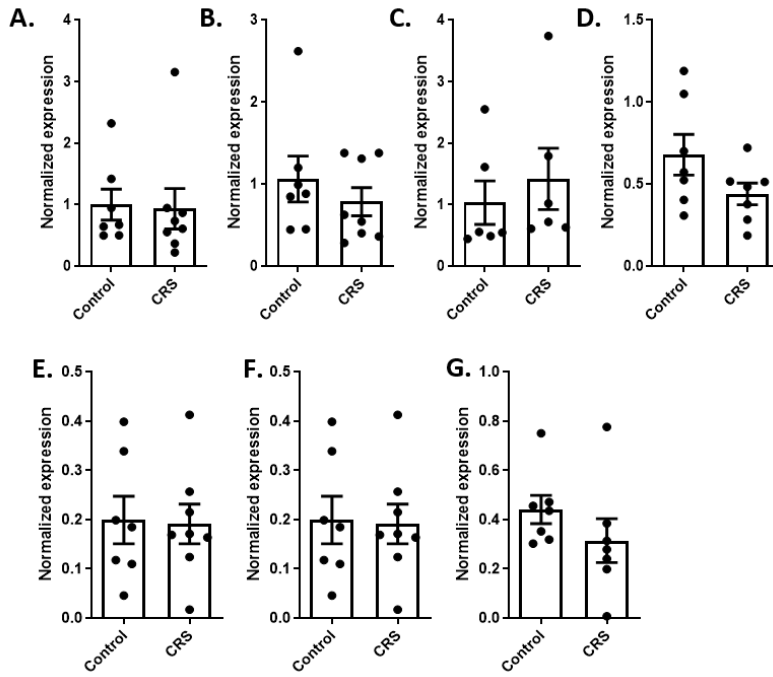 A.
Normalized expression
4
3
2
1
0
Control
CRS
B.
Normalized expression
3
2
1
0
Control
CRS
C.
Normalized expression
4
3
2
1
0
Control
CRS
D.
Normalized expression
1.5
1.0
0.5
0.0
Control
CRS
E.
Normalized expression
0.5
0.4
0.3
0.2
0.1
0.0
Control
CRS
F.
Normalized expression
0.5
0.4
0.3
0.2
0.1
0.0
Control
CRS
G.
Normalized expression
1.0
0.8
0.6
0.4
0.2
0.0
Control
CRS